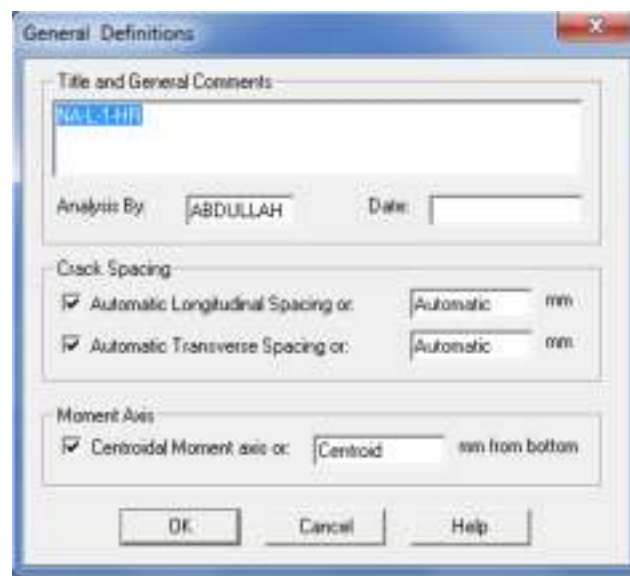 General Definitions
Title and General Comments
NA-L-1-HR
Analysis By: ABDULLAH Date:
Crack Spacing
Automatic Longitudinal Spacing or: Automatic mm
Automatic Transverse Spacing or: Automatic mm
Moment Axis
Centroidal Moment axis or: Centroid mm from bottom
OK Cancel Help